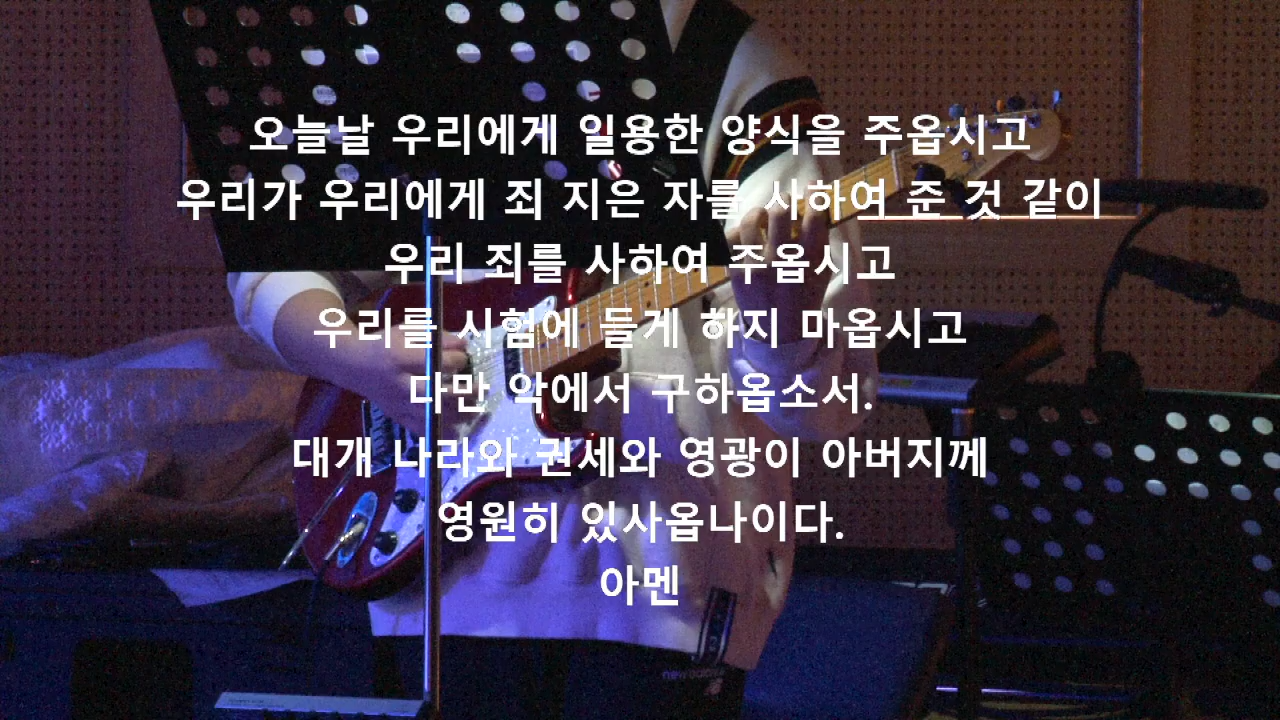 오늘날 우리에게 일용한 양식을 주옵시고
우리가 우리에게 죄 지은 자를 사하여 준 것 같이
우리 죄를 사하여 주옵시고
우리를 시험에 들게 하지 마옵시고
다만 악에서 구하옵소서.
대개 나라와 권세와 영광이 아버지께
영원히 있사옵나이다.
아멘